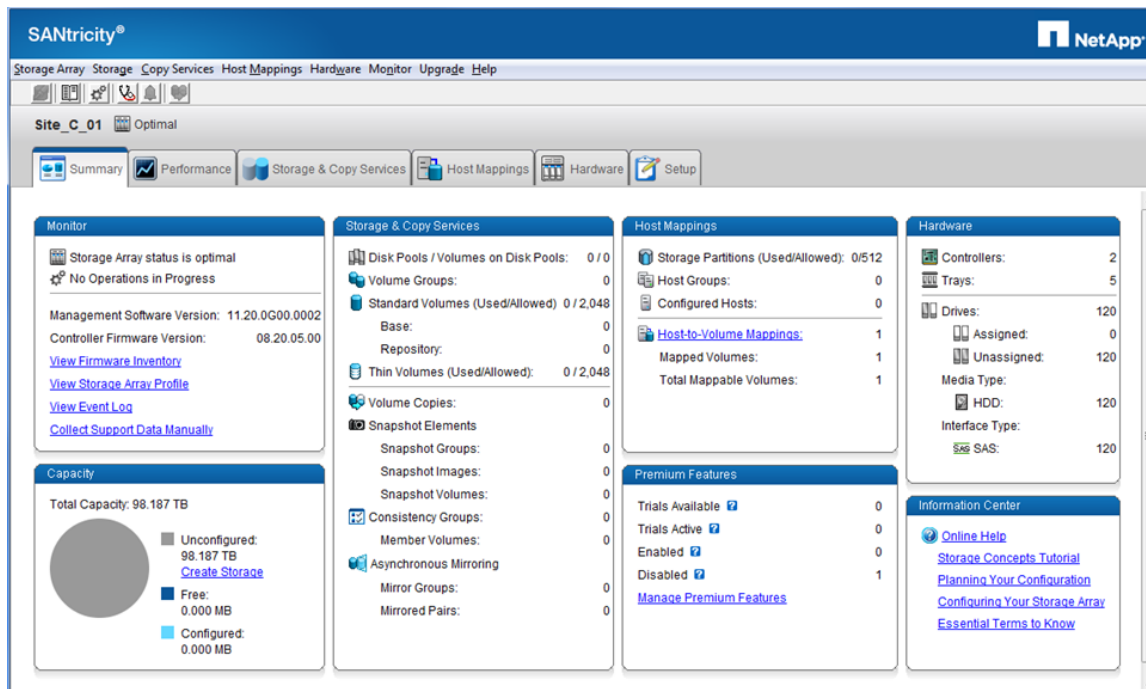 SANtricity®
NetApp®
Storage Array Storage Copy Services Host Mappings Hardware Monitor Upgrade Help
Site_C_01 Optimal
Summary Performance Storage & Copy Services Host Mappings Hardware Setup
Monitor
Storage Array status is optimal
No Operations in Progress
Management Software Version: 11.20.0G00.0002
Controller Firmware Version: 08.20.05.00
View Firmware Inventory
View Storage Array Profile
View Event Log
Collect Support Data Manually
Capacity
Total Capacity: 98.187 TB
Unconfigured:
98.187 TB
Create Storage
Free:
0.000 MB
Configured:
0.000 MB
Storage & Copy Services
Disk Pools / Volumes on Disk Pools: 0 / 0
Volume Groups: 0
Standard Volumes (Used/Allowed) 0 / 2,048
Base: 0
Repository: 0
Thin Volumes (Used/Allowed): 0 / 2,048
Volume Copies: 0
Snapshot Elements
Snapshot Groups: 0
Snapshot Images: 0
Snapshot Volumes: 0
Consistency Groups: 0
Member Volumes: 0
Asynchronous Mirroring
Mirror Groups: 0
Mirrored Pairs: 0
Host Mappings
Storage Partitions (Used/Allowed): 0/512
Host Groups: 0
Configured Hosts: 0
Host-to-Volume Mappings: 1
Mapped Volumes: 1
Total Mappable Volumes: 1
Premium Features
Trials Available ? 0
Trials Active ? 0
Enabled ? 0
Disabled ? 1
Manage Premium Features
Hardware
Controllers: 2
Trays: 5
Drives: 120
Assigned: 0
Unassigned: 120
Media Type:
HDD: 120
Interface Type:
SAS SAS: 120
Information Center
Online Help
Storage Concepts Tutorial
Planning Your Configuration
Configuring Your Storage Array
Essential Terms to Know